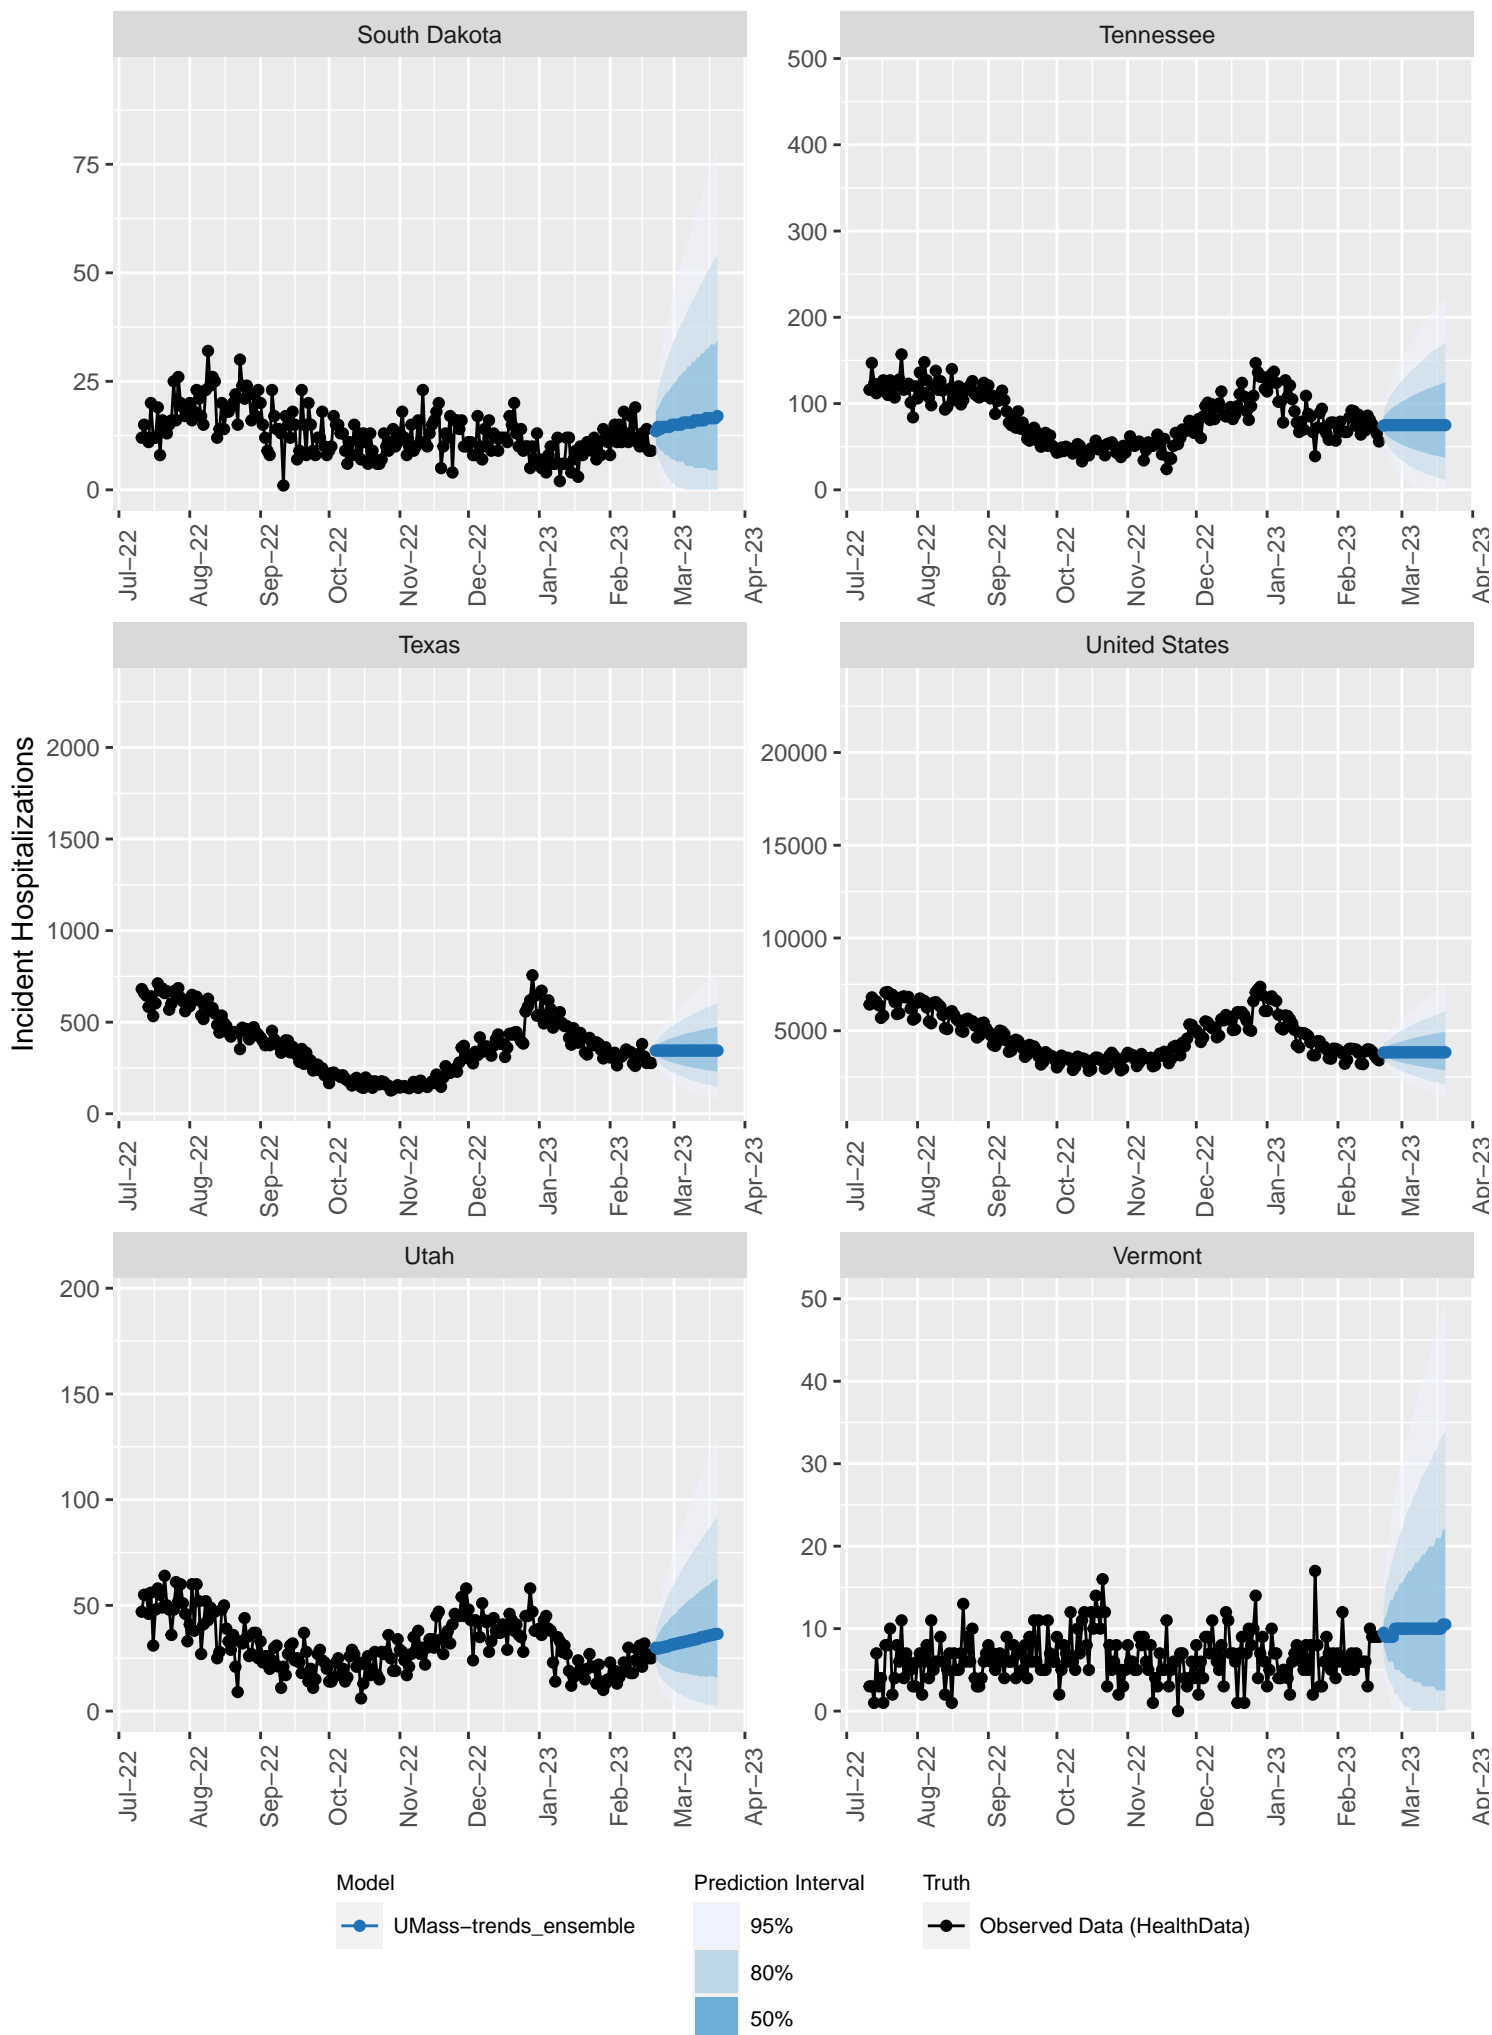 South Dakota
Tennessee
0
25
50
75
0
100
200
300
400
500
Jul−22
Aug−22
Sep−22
Oct−22
Nov−22
Dec−22
Jan−23
Feb−23
Mar−23
Apr−23
Jul−22
Aug−22
Sep−22
Oct−22
Nov−22
Dec−22
Jan−23
Feb−23
Mar−23
Apr−23
Incident Hospitalizations
Texas
United States
0
500
1000
1500
2000
5000
10000
15000
20000
Jul−22
Aug−22
Sep−22
Oct−22
Nov−22
Dec−22
Jan−23
Feb−23
Mar−23
Apr−23
Jul−22
Aug−22
Sep−22
Oct−22
Nov−22
Dec−22
Jan−23
Feb−23
Mar−23
Apr−23
Utah
Vermont
0
50
100
150
200
0
10
20
30
40
50
Jul−22
Aug−22
Sep−22
Oct−22
Nov−22
Dec−22
Jan−23
Feb−23
Mar−23
Apr−23
Jul−22
Aug−22
Sep−22
Oct−22
Nov−22
Dec−22
Jan−23
Feb−23
Mar−23
Apr−23
Model
UMass−trends_ensemble
Prediction Interval
95%
80%
50%
Truth
Observed Data (HealthData)